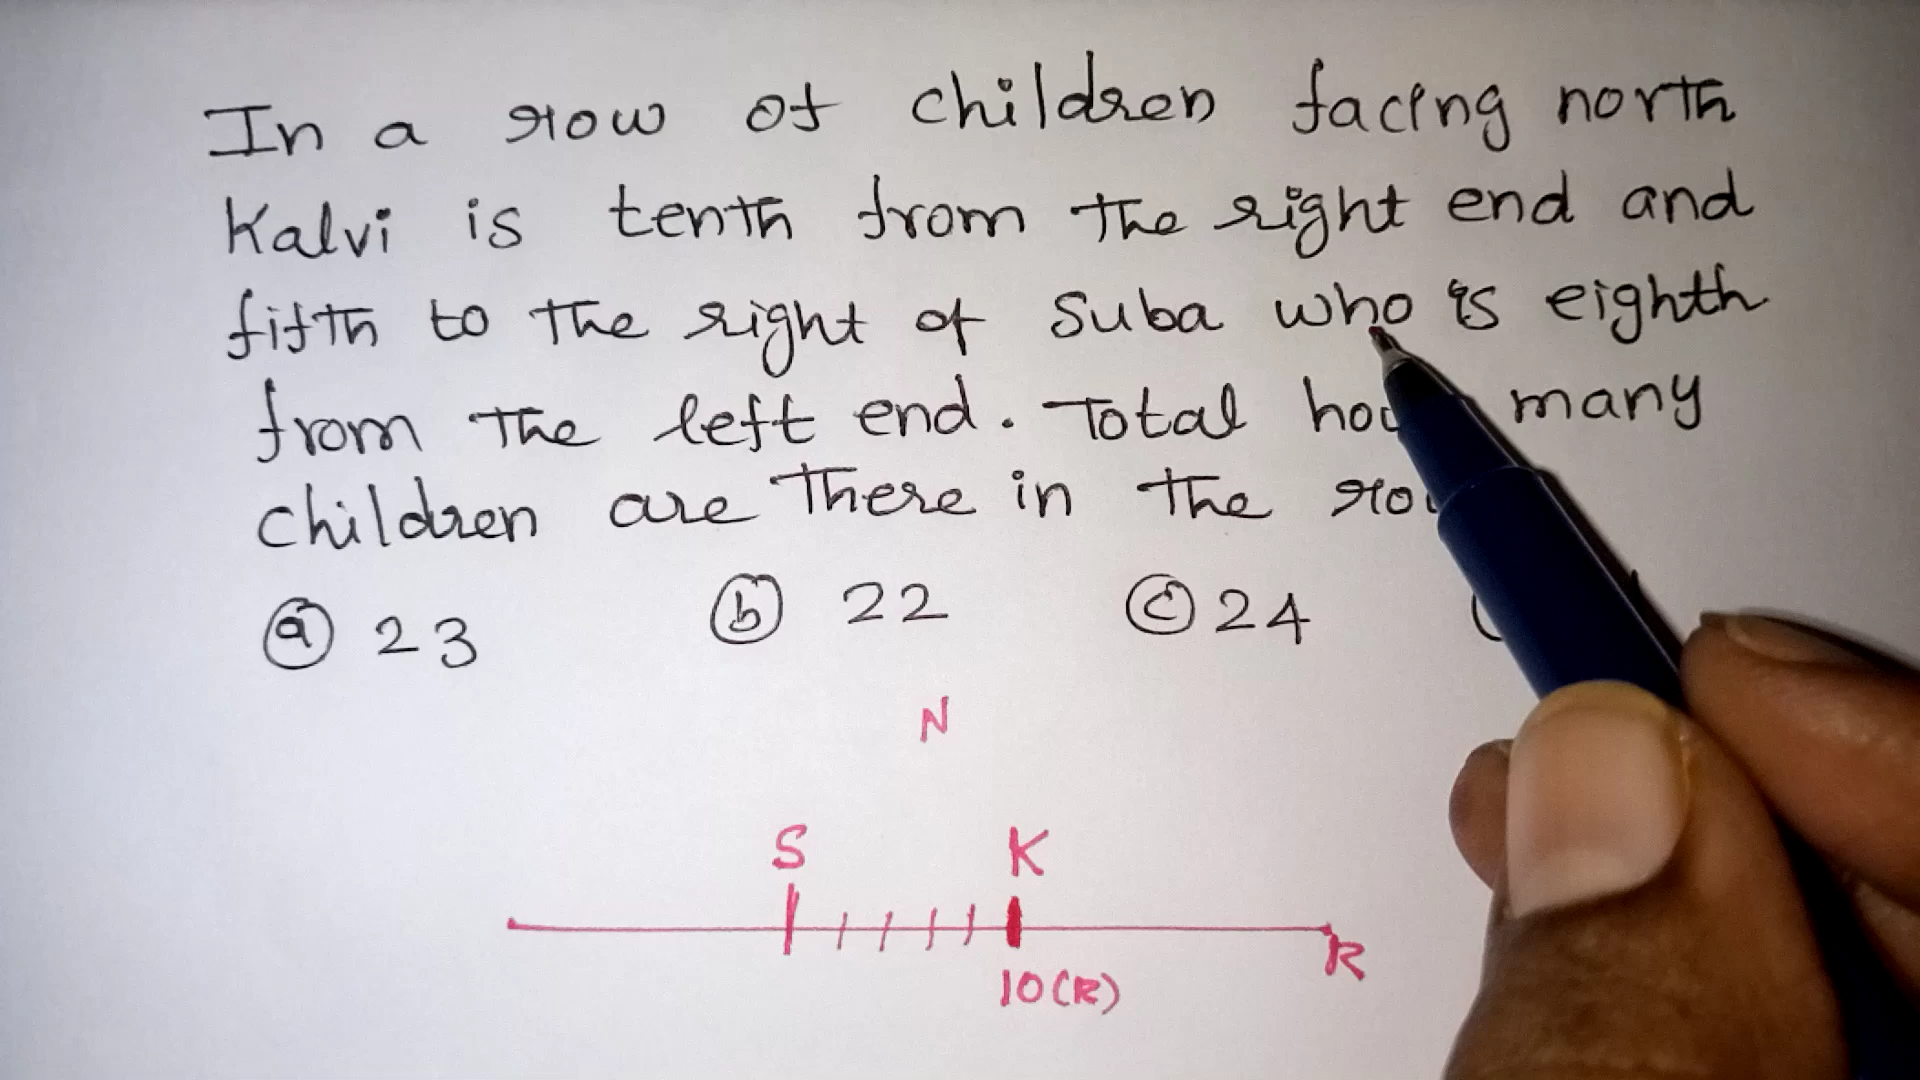 In a row of children facing north
Kalvi is tenth from the right end and
fifth to the right of Suba who is eighth
from the left end. Total many
children are there in the
(a) 23 (b) 22 (c) 24
N
S K
10(R) R